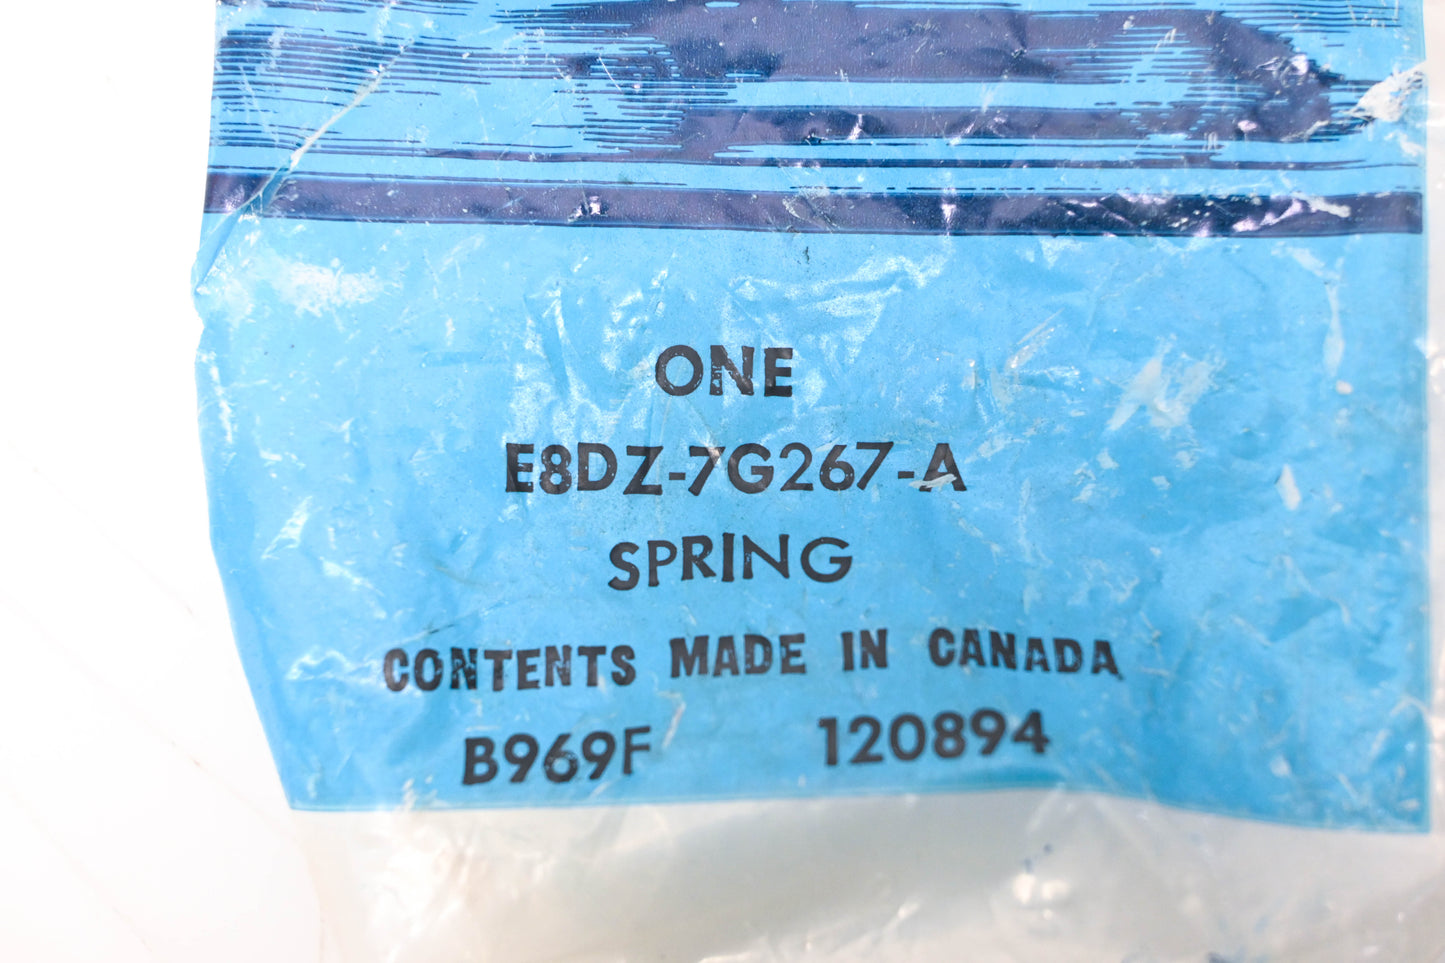 ONE
E8DZ-7G267-A
SPRING
CONTENTS MADE IN CANADA
B969F 120894